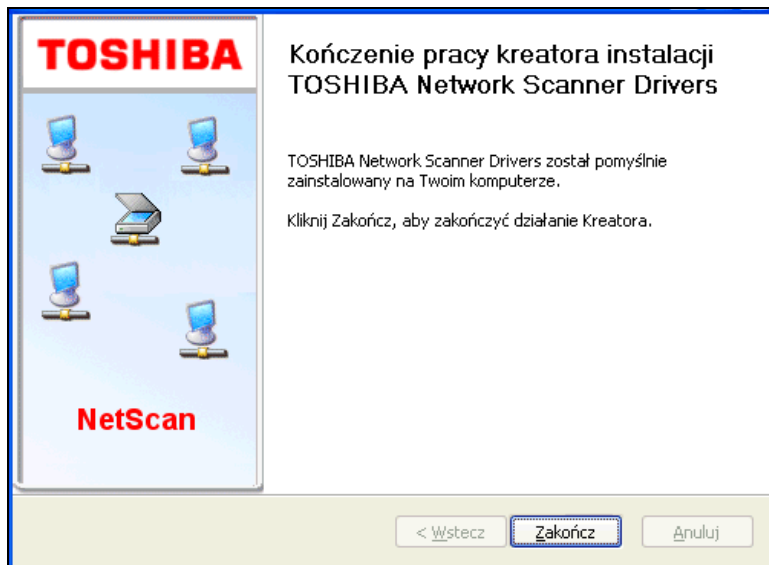 TOSHIBA
NetScan
Kończenie pracy kreatora instalacji
TOSHIBA Network Scanner Drivers
TOSHIBA Network Scanner Drivers został pomyślnie
zainstalowany na Twoim komputerze.
Kliknij Zakończ, aby zakończyć działanie Kreatora.
< Wstecz
Zakończ
Anuluj